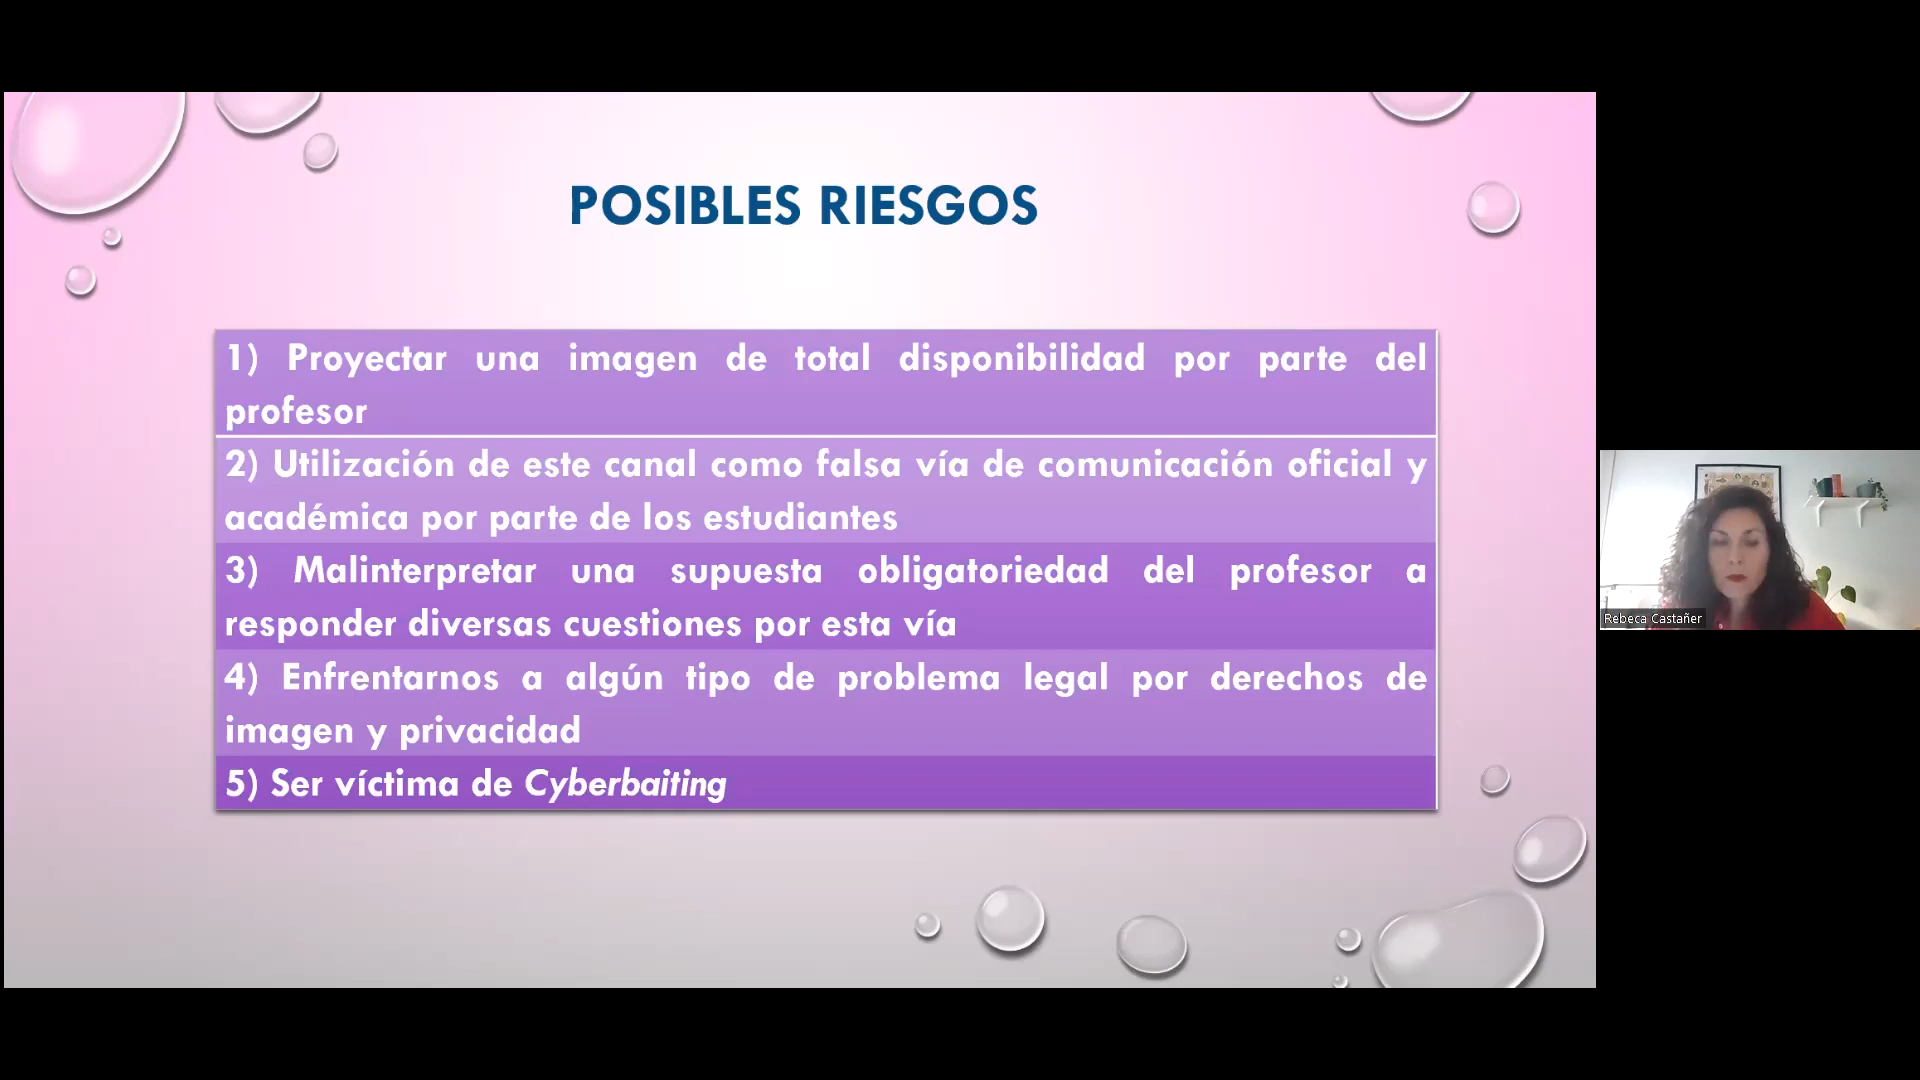 POSIBLES RIESGOS
1) Proyectar una imagen de total disponibilidad por parte del
profesor
2) Utilización de este canal como falsa vía de comunicación oficial y
académica por parte de los estudiantes
3) Malinterpretar una supuesta obligatoriedad del profesor a
responder diversas cuestiones por esta vía
4) Enfrentarnos a algún tipo de problema legal por derechos de
imagen y privacidad
5) Ser víctima de Cyberbaiting
Rebeca Castañer